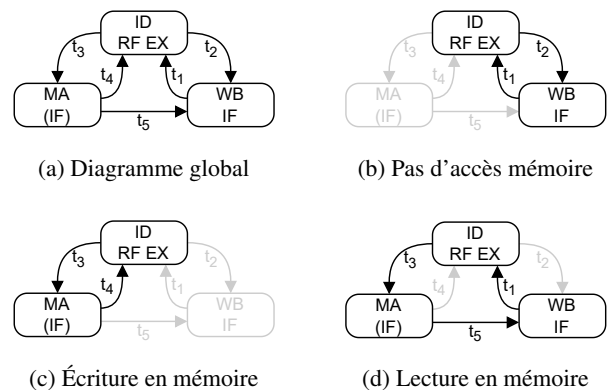 ID
RF EX
t3
t2
t4
t1
MA
(IF)
WB
IF
t5
(a) Diagramme global
ID
RF EX
t3
t2
t4
t1
MA
(IF)
WB
IF
t5
(b) Pas d'accès mémoire
ID
RF EX
t3
t2
t4
t1
MA
(IF)
WB
IF
t5
(c) Écriture en mémoire
ID
RF EX
t3
t2
t4
t1
MA
(IF)
WB
IF
t5
(d) Lecture en mémoire